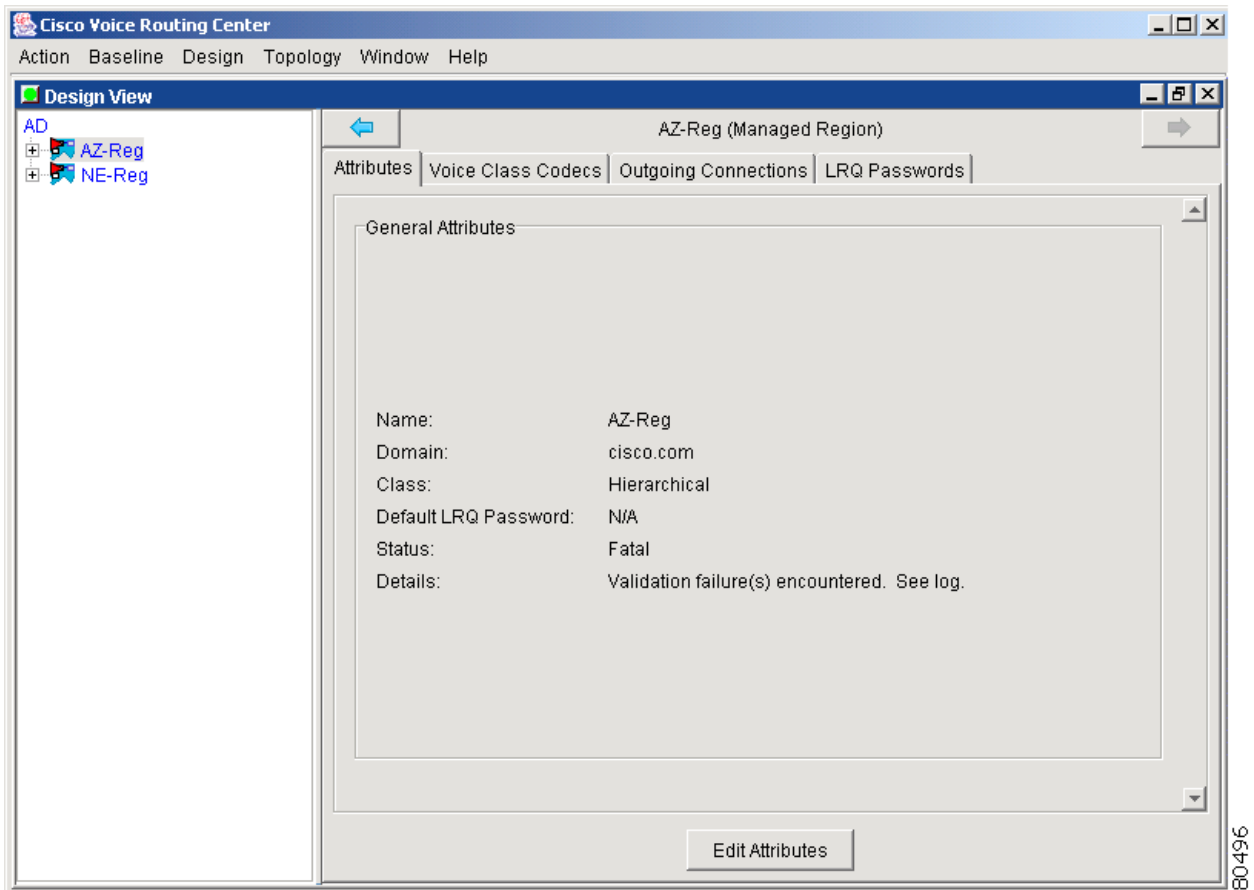 Cisco Voice Routing Center
Action Baseline Design Topology Window Help
Design View
AD
AZ-Reg
NE-Reg
AZ-Reg (Managed Region)
Attributes Voice Class Codecs Outgoing Connections LRQ Passwords
General Attributes
Name: AZ-Reg
Domain: cisco.com
Class: Hierarchical
Default LRQ Password: N/A
Status: Fatal
Details: Validation failure(s) encountered. See log.
Edit Attributes
80496